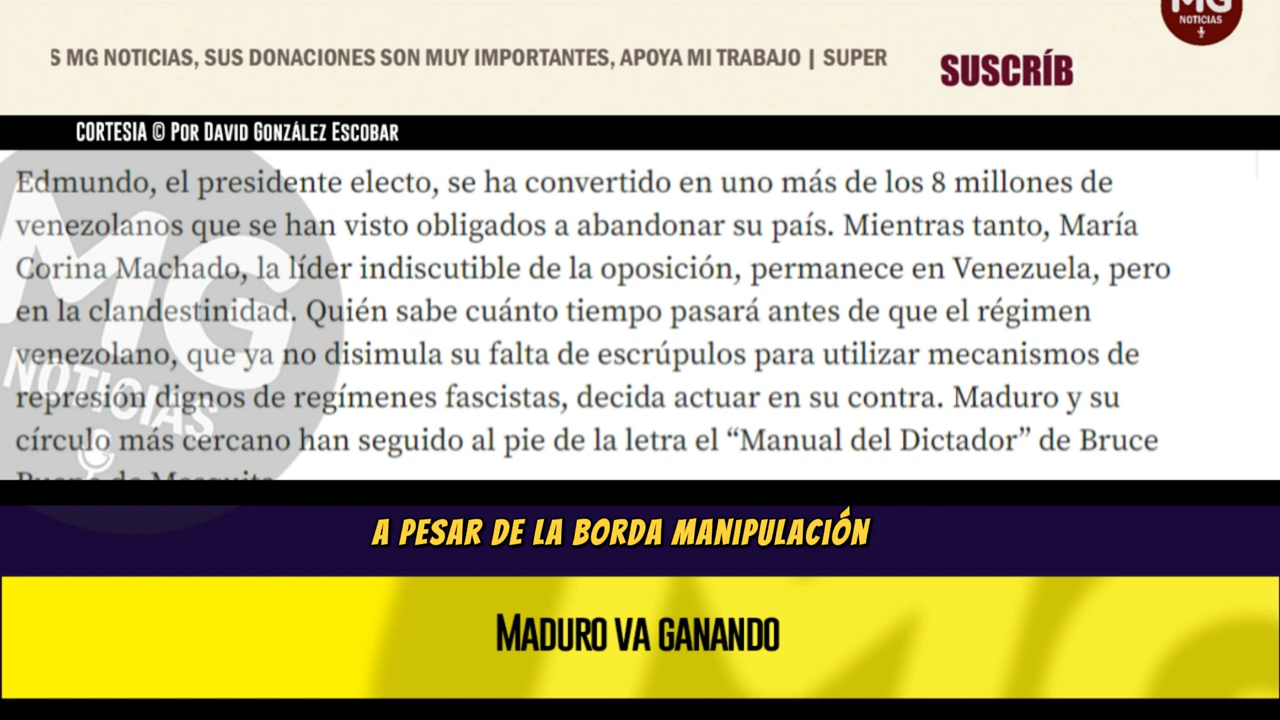 MG
NOTICIAS
S MG NOTICIAS, SUS DONACIONES SON MUY IMPORTANTES, APOYA MI TRABAJO | SUPER
SUSCRÍB
CORTESIA © POR DAVID GONZÁLEZ ESCOBAR
Edmundo, el presidente electo, se ha convertido en uno más de los 8 millones de
venezolanos que se han visto obligados a abandonar su país. Mientras tanto, María
Corina Machado, la líder indiscutible de la oposición, permanece en Venezuela, pero
en la clandestinidad. Quién sabe cuánto tiempo pasará antes de que el régimen
venezolano, que ya no disimula su falta de escrúpulos para utilizar mecanismos de
represión dignos de regímenes fascistas, decida actuar en su contra. Maduro y su
círculo más cercano han seguido al pie de la letra el “Manual del Dictador” de Bruce
MG
NOTICIAS
A PESAR DE LA BORDA MANIPULACIÓN
MADURO VA GANANDO